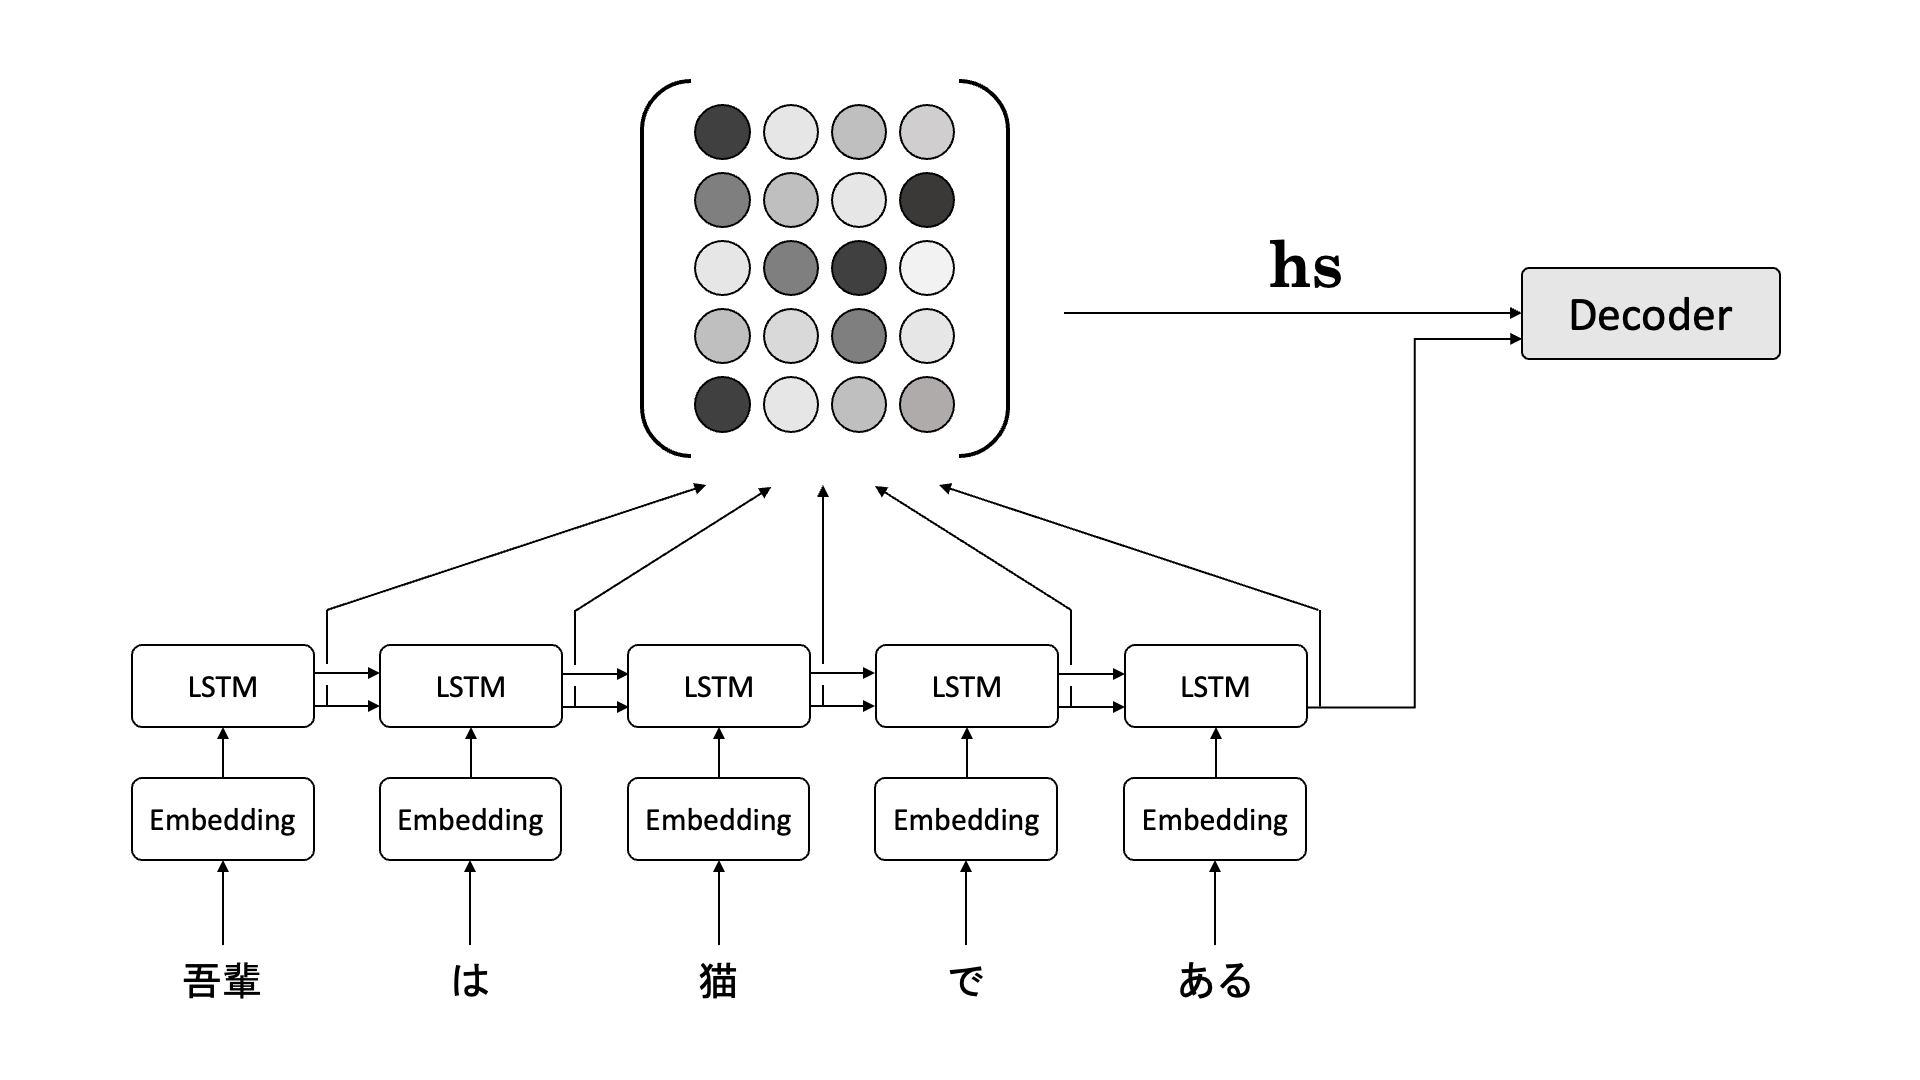 hs
Decoder
LSTM LSTM LSTM LSTM LSTM
Embedding Embedding Embedding Embedding Embedding
吾輩 は 猫 で ある